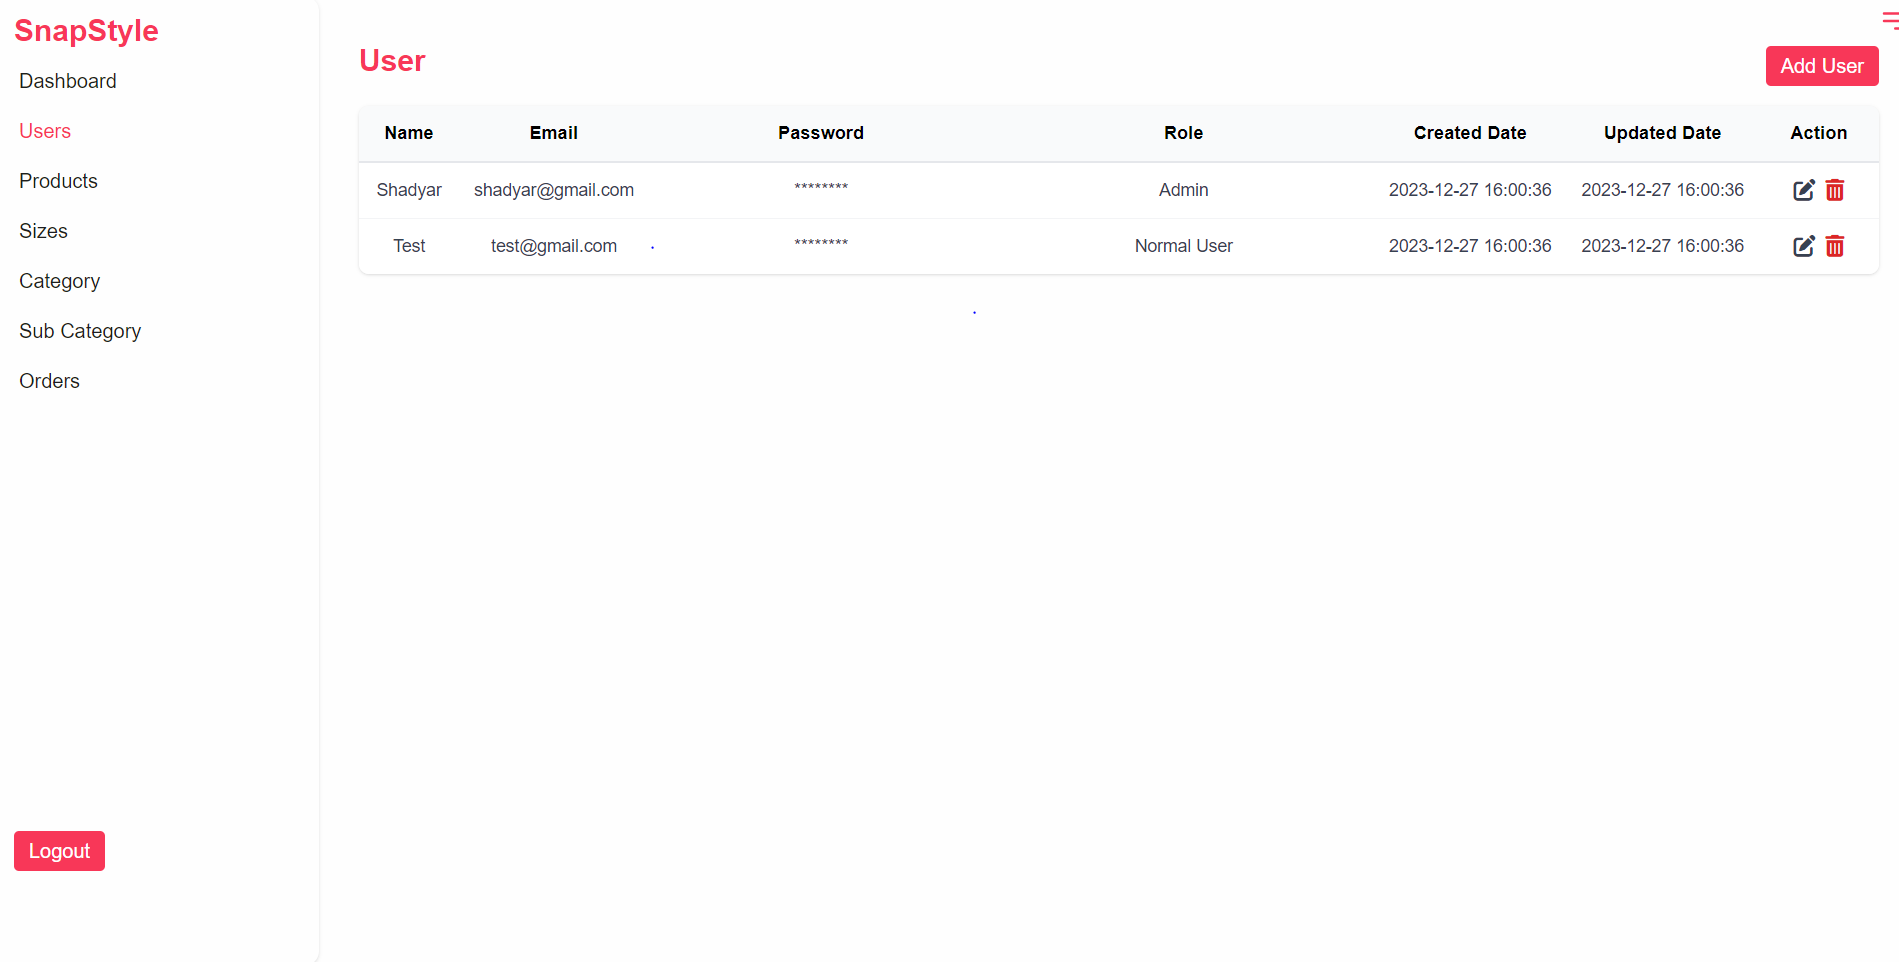 SnapStyle
Dashboard
Users
Products
Sizes
Category
Sub Category
Orders
Logout
User
Add User
Name Email Password Role Created Date Updated Date Action
Shadyar shadyar@gmail.com ******** Admin 2023-12-27 16:00:36 2023-12-27 16:00:36
Test test@gmail.com ******** Normal User 2023-12-27 16:00:36 2023-12-27 16:00:36